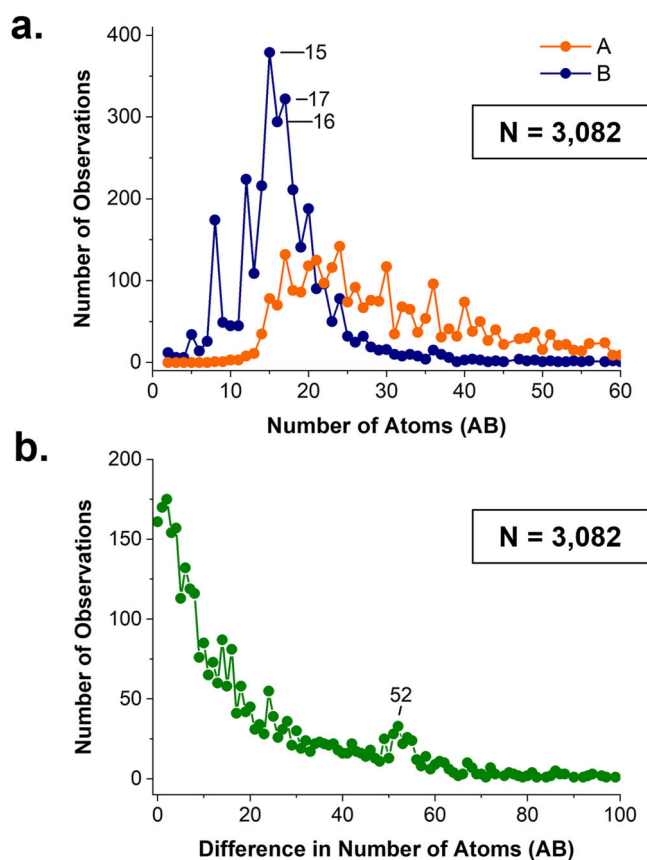 a.
400
300
200
100
0
Number of Observations
15
17
16
A
B
N = 3,082
0 10 20 30 40 50 60
Number of Atoms (AB)
b.
200
150
100
50
0
Number of Observations
N = 3,082
52
0 20 40 60 80 100
Difference in Number of Atoms (AB)